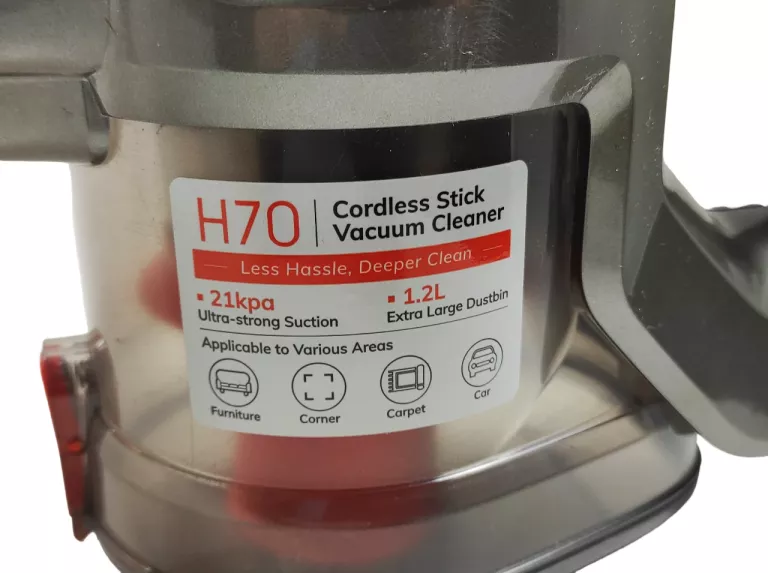 H70
Cordless Stick
Vacuum Cleaner
Less Hassle, Deeper Clean
21kpa
Ultra-strong Suction
1.2L
Extra Large Dustbin
Applicable to Various Areas
Furniture
Corner
Carpet
Car